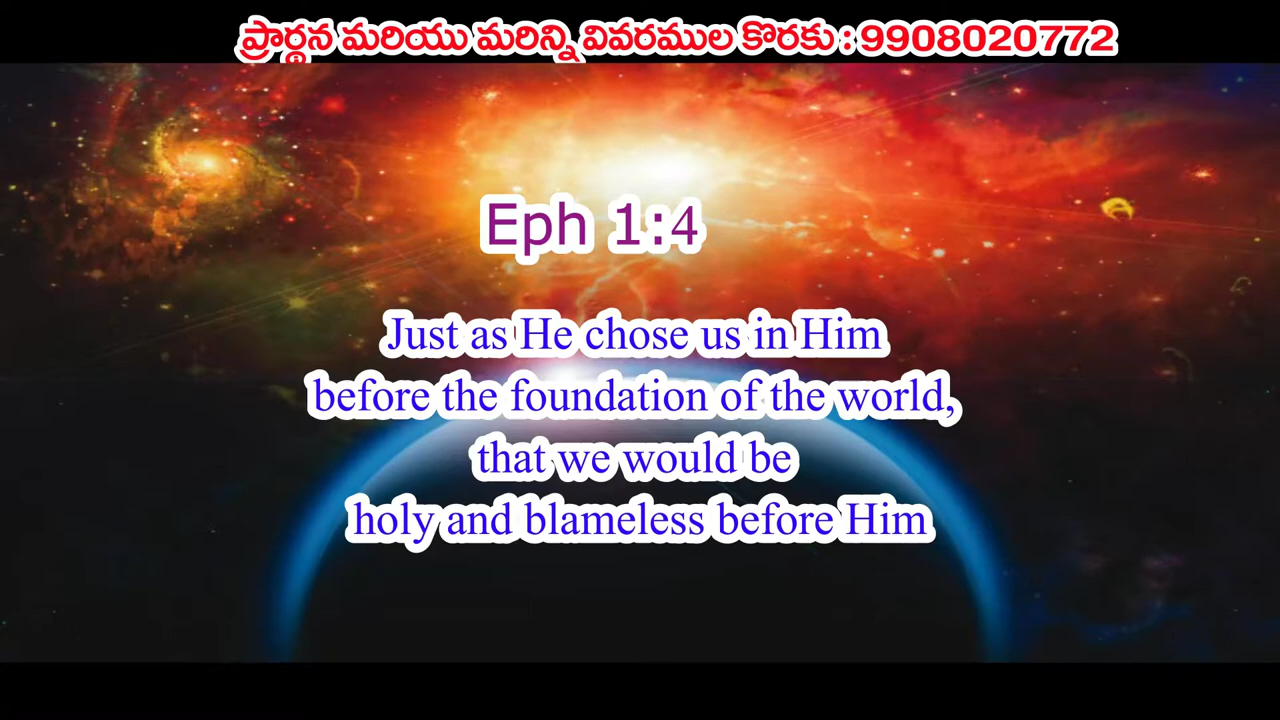 ప్రార్థన మరియు మరిన్ని వివరముల కొరకు : 9908020772
Eph 1:4
Just as He chose us in Him
before the foundation of the world,
that we would be
holy and blameless before Him